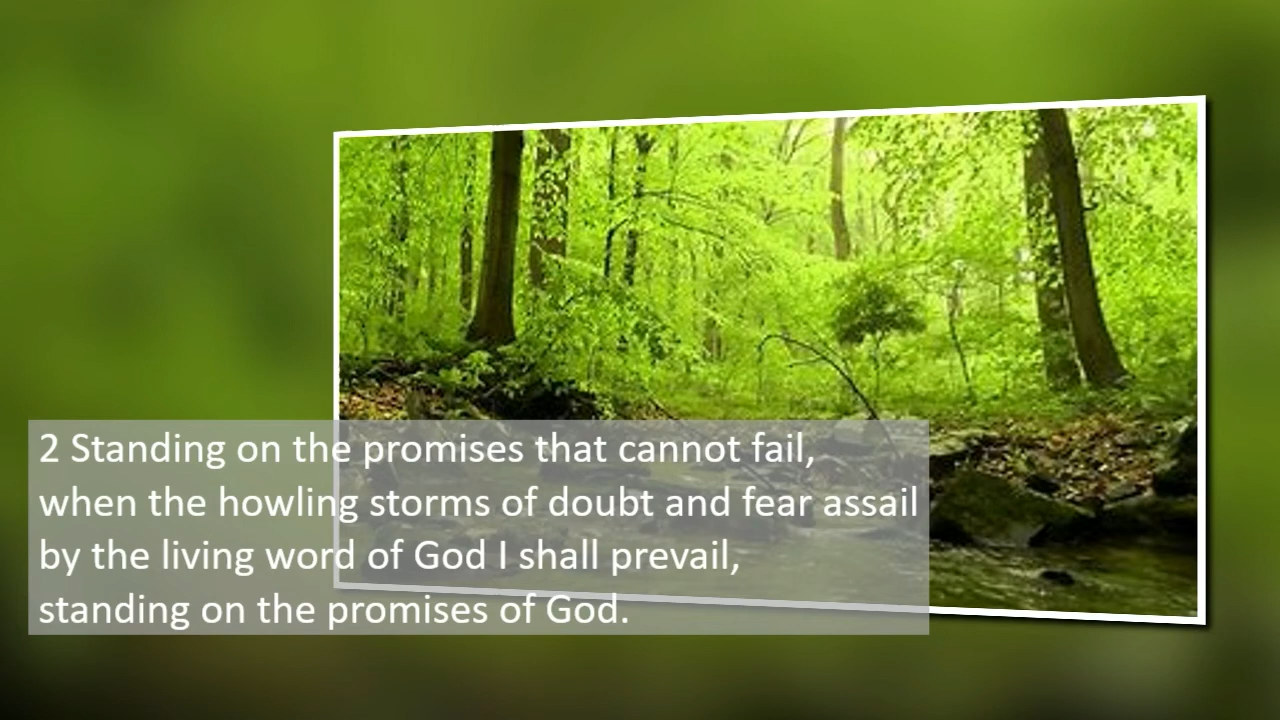 2 Standing on the promises that cannot fail,
when the howling storms of doubt and fear assail
by the living word of God I shall prevail,
standing on the promises of God.